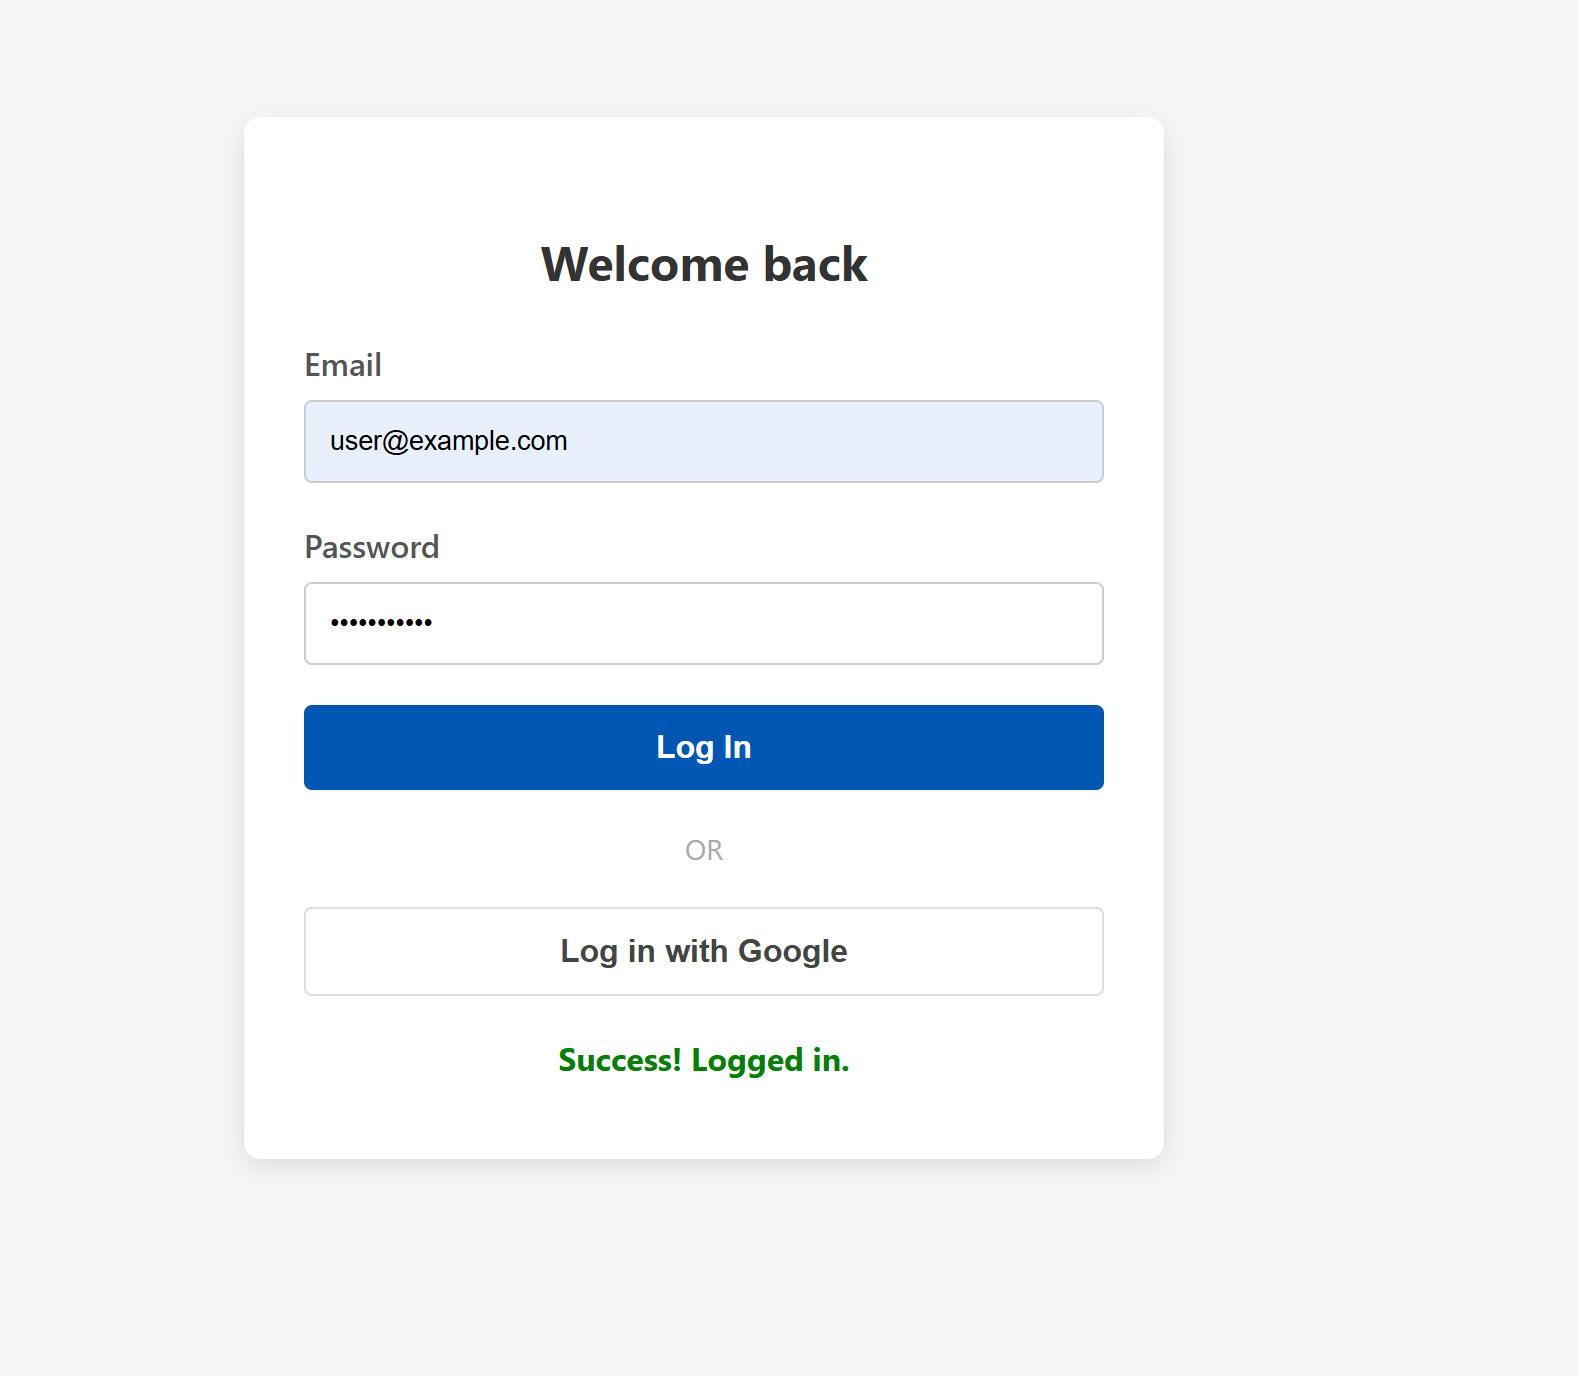 Welcome back
Email
user@example.com
Password
•••••••••••
Log In
OR
Log in with Google
Success! Logged in.